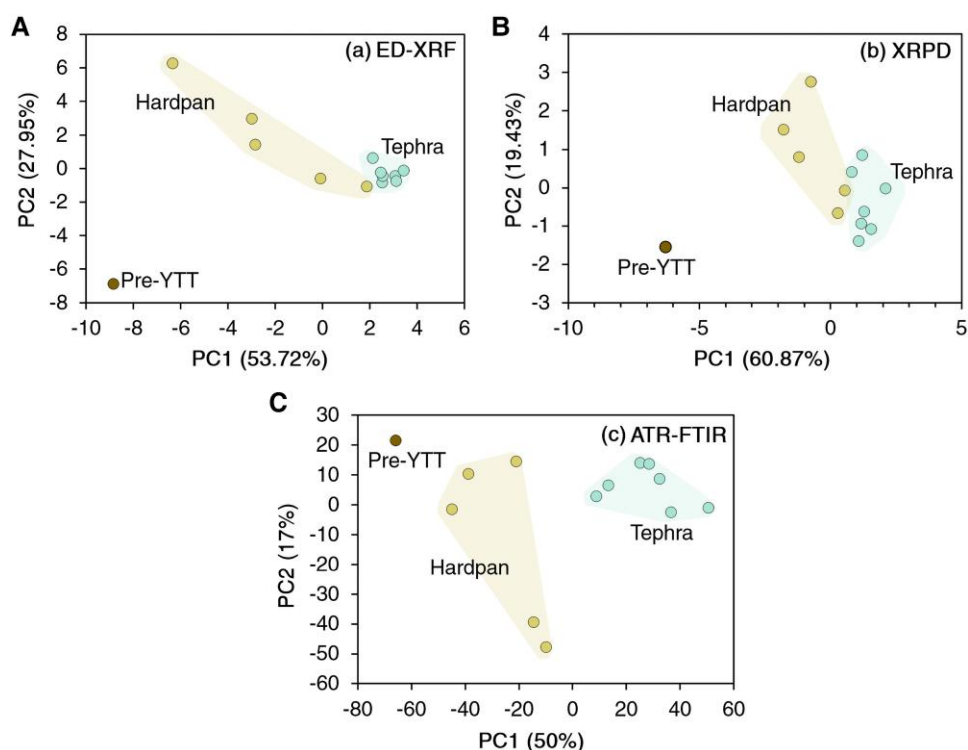 A
(a) ED-XRF
Hardpan
Tephra
Pre-YTT
PC2 (27.95%)
8
6
4
2
0
-2
-4
-6
-8
-10 -8 -6 -4 -2 0 2 4 6
PC1 (53.72%)
B
(b) XRPD
Hardpan
Tephra
Pre-YTT
PC2 (19.43%)
4
3
2
1
0
-1
-2
-3
-10 -5 0 5
PC1 (60.87%)
C
(c) ATR-FTIR
Pre-YTT
Hardpan
Tephra
PC2 (17%)
30
20
10
0
-10
-20
-30
-40
-50
-60
-80 -60 -40 -20 0 20 40 60
PC1 (50%)